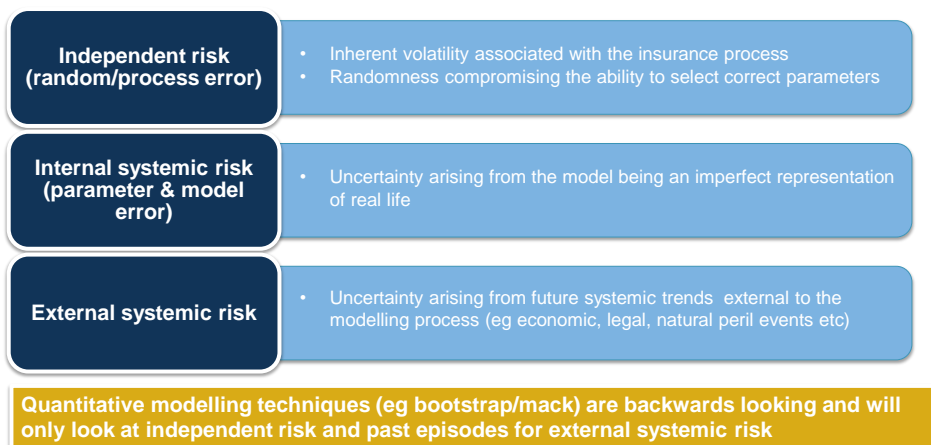 Independent risk
(random/process error)
• Inherent volatility associated with the insurance process
• Randomness compromising the ability to select correct parameters
Internal systemic risk
(parameter & model
error)
• Uncertainty arising from the model being an imperfect representation
of real life
External systemic risk
• Uncertainty arising from future systemic trends external to the
modelling process (eg economic, legal, natural peril events etc)
Quantitative modelling techniques (eg bootstrap/mack) are backwards looking and will
only look at independent risk and past episodes for external systemic risk